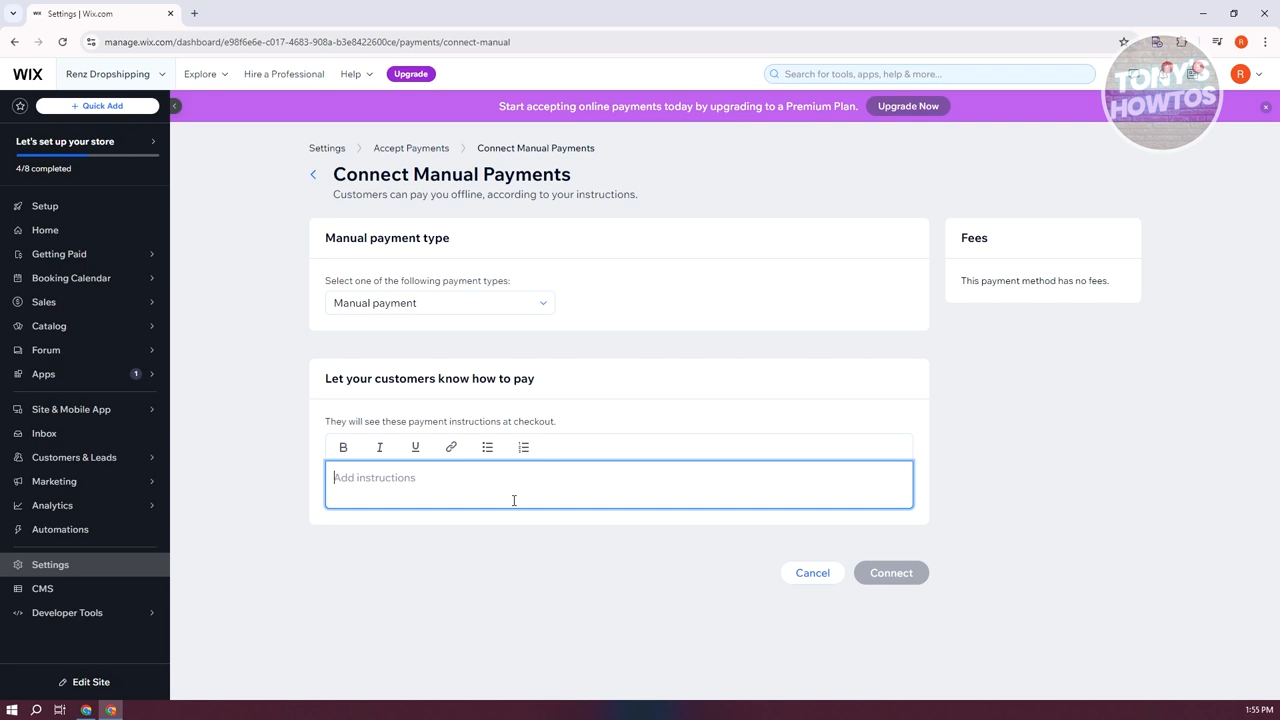 Settings | Wix.com
manage.wix.com/dashboard/e98f6e6e-c017-4683-908a-b3e8422600ce/payments/connect-manual
R
WIX
Renz Dropshipping
Explore
Hire a Professional
Help
Upgrade
Search for tools, apps, help & more...
R
TONY'S
HOWTOS
Quick Add
Start accepting online payments today by upgrading to a Premium Plan.
Upgrade Now
Let's set up your store
4/8 completed
Setup
Home
Getting Paid
Booking Calendar
Sales
Catalog
Forum
Apps
1
Site & Mobile App
Inbox
Customers & Leads
Marketing
Analytics
Automations
Settings
CMS
Developer Tools
Edit Site
Settings
Accept Payments
Connect Manual Payments
Connect Manual Payments
Customers can pay you offline, according to your instructions.
Manual payment type
Select one of the following payment types:
Manual payment
Fees
This payment method has no fees.
Let your customers know how to pay
They will see these payment instructions at checkout.
B I U
Add instructions
Cancel
Connect
1:55 PM